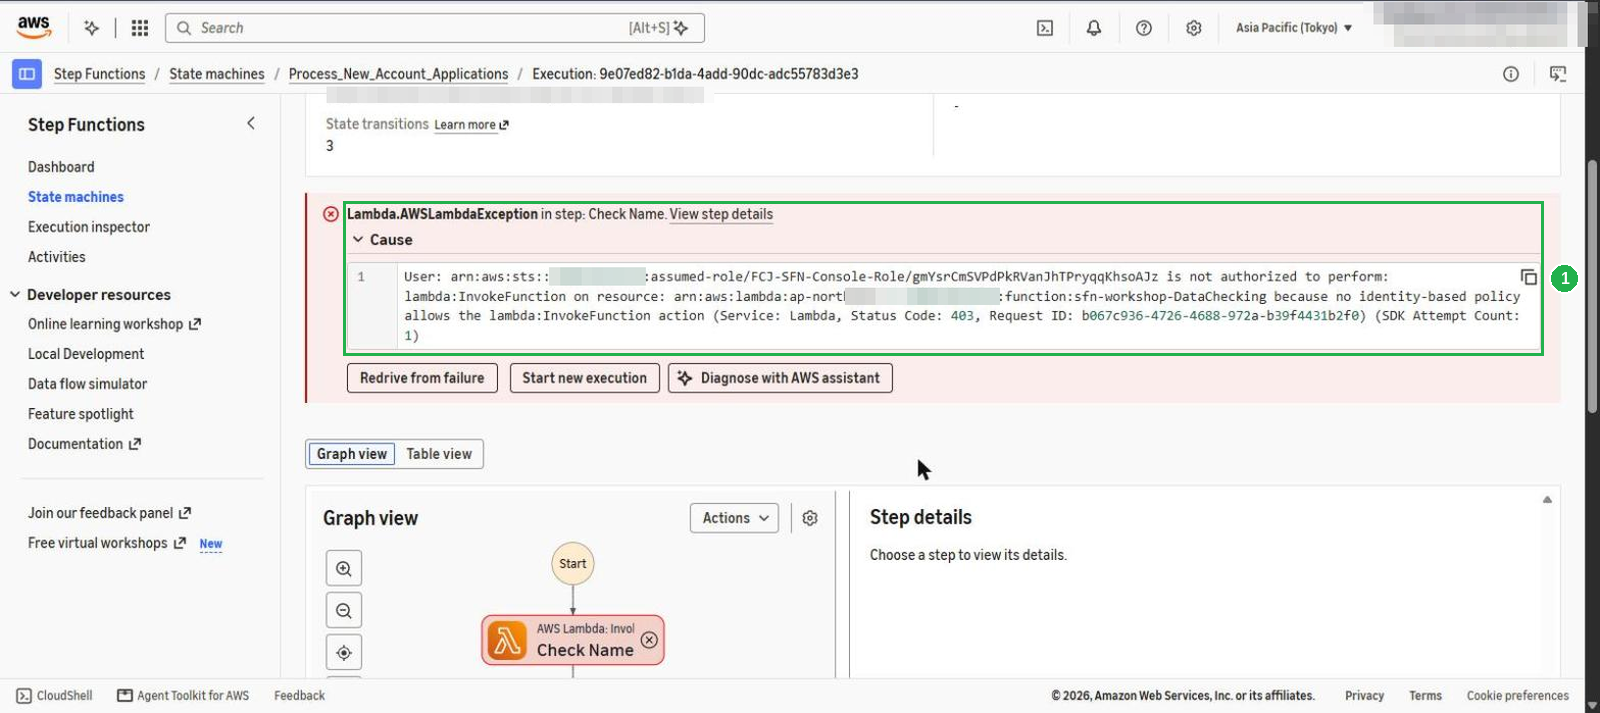 aws
Search
[Alt+S]
Asia Pacific (Tokyo)
Step Functions / State machines / Process_New_Account_Applications / Execution: 9e07ed82-b1da-4add-90dc-adc55783d3e3
Step Functions
Dashboard
State machines
Execution inspector
Activities
Developer resources
Online learning workshop
Local Development
Data flow simulator
Feature spotlight
Documentation
Join our feedback panel
Free virtual workshops New
State transitions Learn more
3
-
Lambda.AWSLambdaException in step: Check Name. View step details
Cause
1
User: arn:aws:sts:: :assumed-role/FCJ-SFN-Console-Role/gmYsrCmSVPdPkRVanJhTPryqqKhsoAJz is not authorized to perform:
lambda:InvokeFunction on resource: arn:aws:lambda:ap-nort :function:sfn-workshop-DataChecking because no identity-based policy
allows the lambda:InvokeFunction action (Service: Lambda, Status Code: 403, Request ID: b067c936-4726-4688-972a-b39f4431b2f0) (SDK Attempt Count:
1)
1
Redrive from failure
Start new execution
Diagnose with AWS assistant
Graph view
Table view
Graph view
Actions
Start
AWS Lambda: Invol
Check Name
Step details
Choose a step to view its details.
CloudShell
Agent Toolkit for AWS
Feedback
© 2026, Amazon Web Services, Inc. or its affiliates.
Privacy
Terms
Cookie preferences